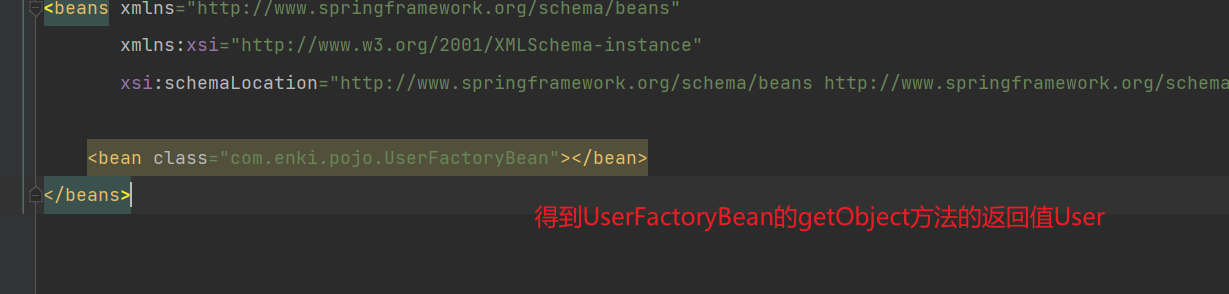 <beans xmlns="http://www.springframework.org/schema/beans"
xmlns:xsi="http://www.w3.org/2001/XMLSchema-instance"
xsi:schemaLocation="http://www.springframework.org/schema/beans http://www.springframework.org/schema
<bean class="com.enki.pojo.UserFactoryBean"></bean>
</beans>
得到UserFactoryBean的getObject方法的返回值User